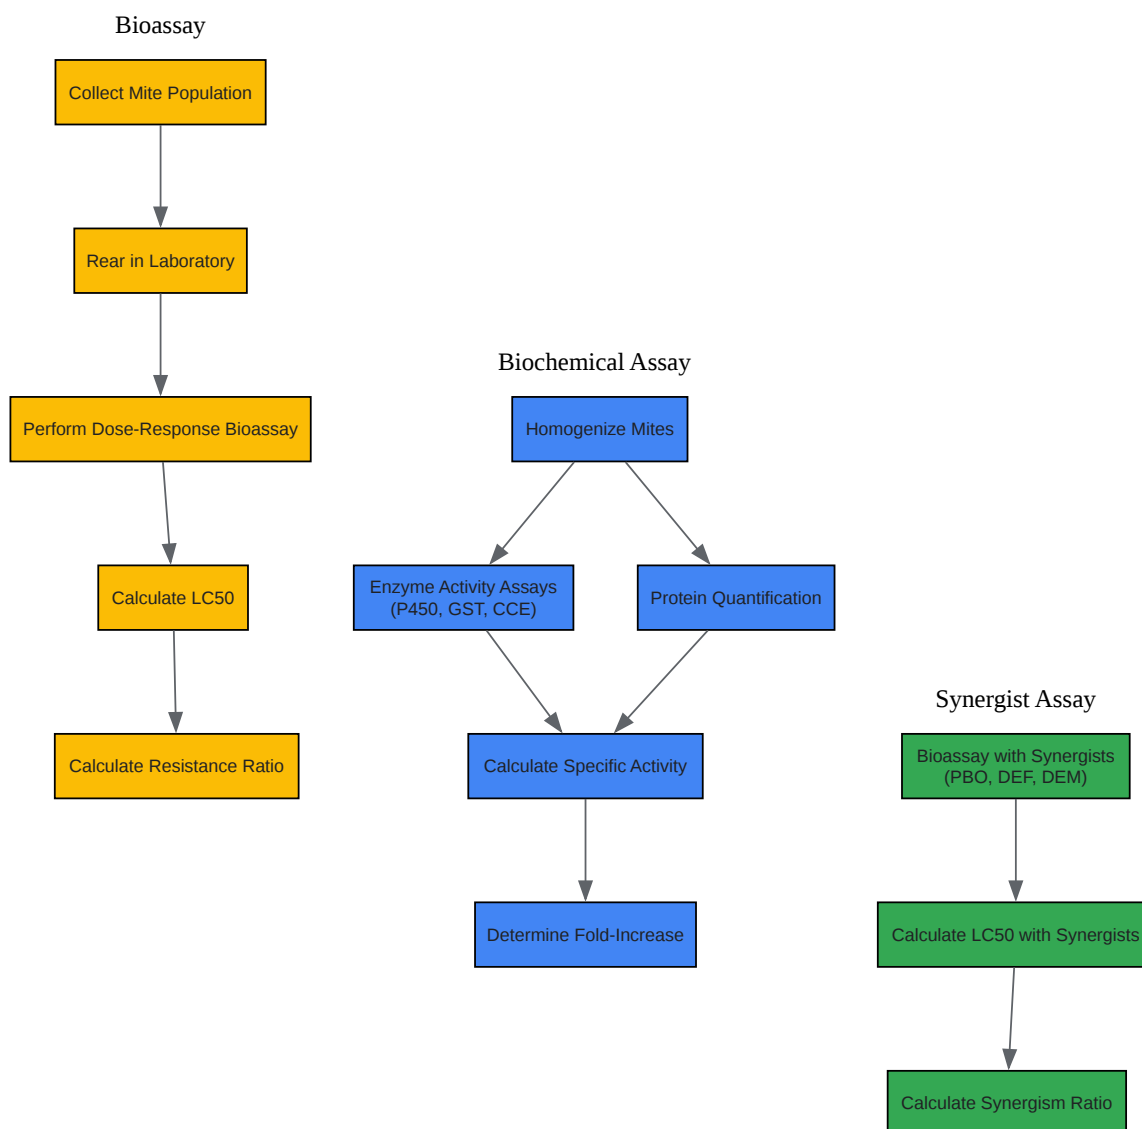 Bioassay
Collect Mite Population
Rear in Laboratory
Perform Dose-Response Bioassay
Calculate LC50
Calculate Resistance Ratio
Biochemical Assay
Homogenize Mites
Enzyme Activity Assays
(P450, GST, CCE)
Protein Quantification
Calculate Specific Activity
Determine Fold-Increase
Synergist Assay
Bioassay with Synergists
(PBO, DEF, DEM)
Calculate LC50 with Synergists
Calculate Synergism Ratio